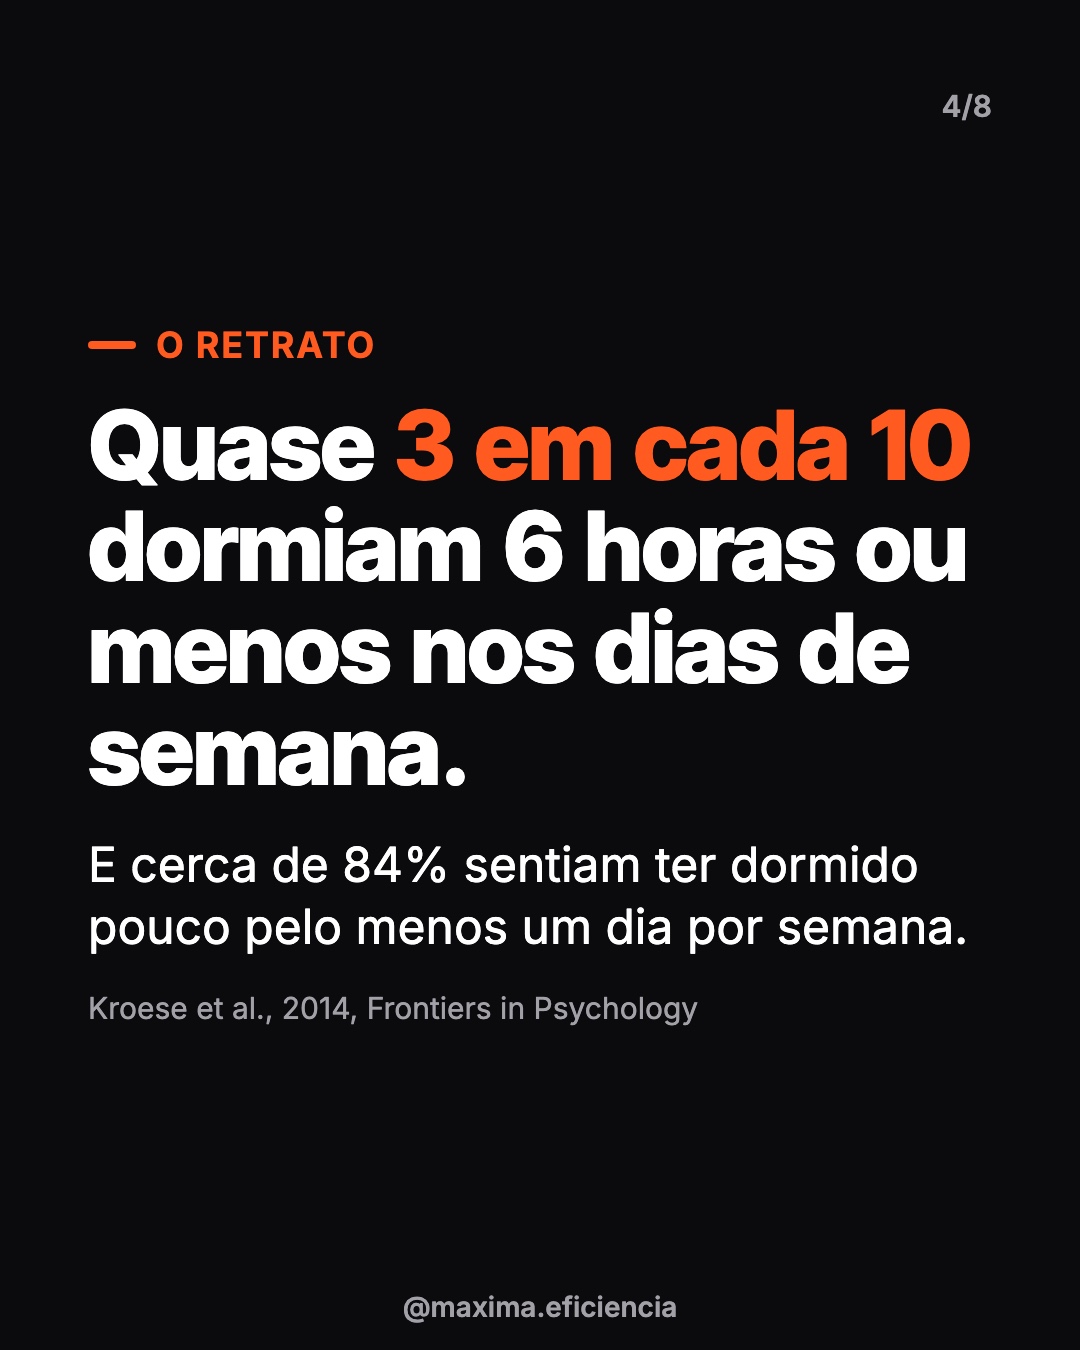 4/8
O RETRATO
Quase 3 em cada 10
dormiam 6 horas ou
menos nos dias de
semana.
E cerca de 84% sentiam ter dormido
pouco pelo menos um dia por semana.
Kroese et al., 2014, Frontiers in Psychology
@maxima.eficiencia